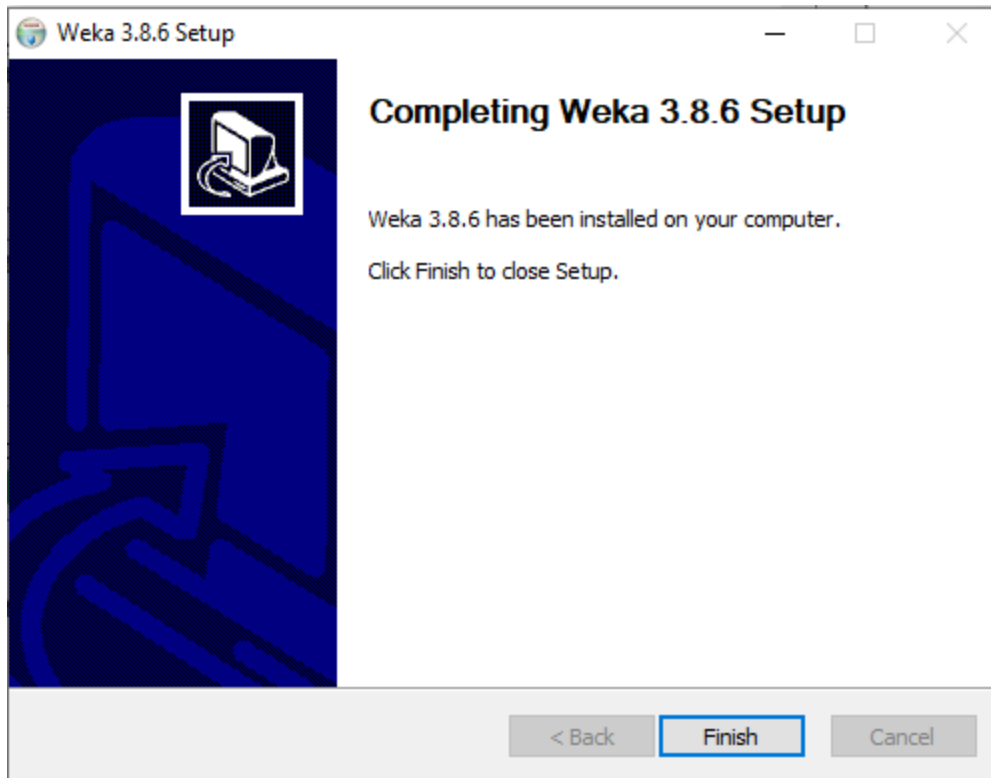 Weka 3.8.6 Setup
Completing Weka 3.8.6 Setup
Weka 3.8.6 has been installed on your computer.
Click Finish to close Setup.
< Back
Finish
Cancel